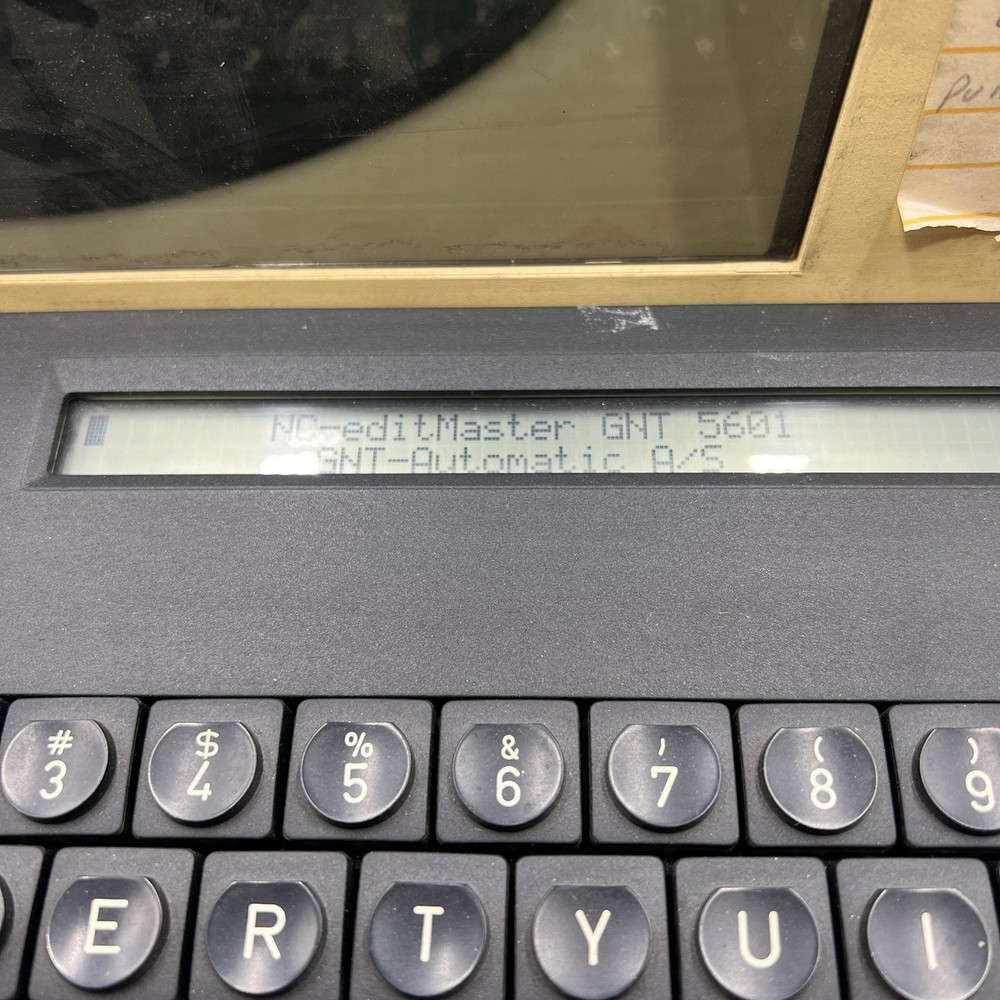 NC-editMaster GNT 5601
GNT-Automatic A/S
# $ % & ' ( )
3 4 5 6 7 8 9
E R T Y U I